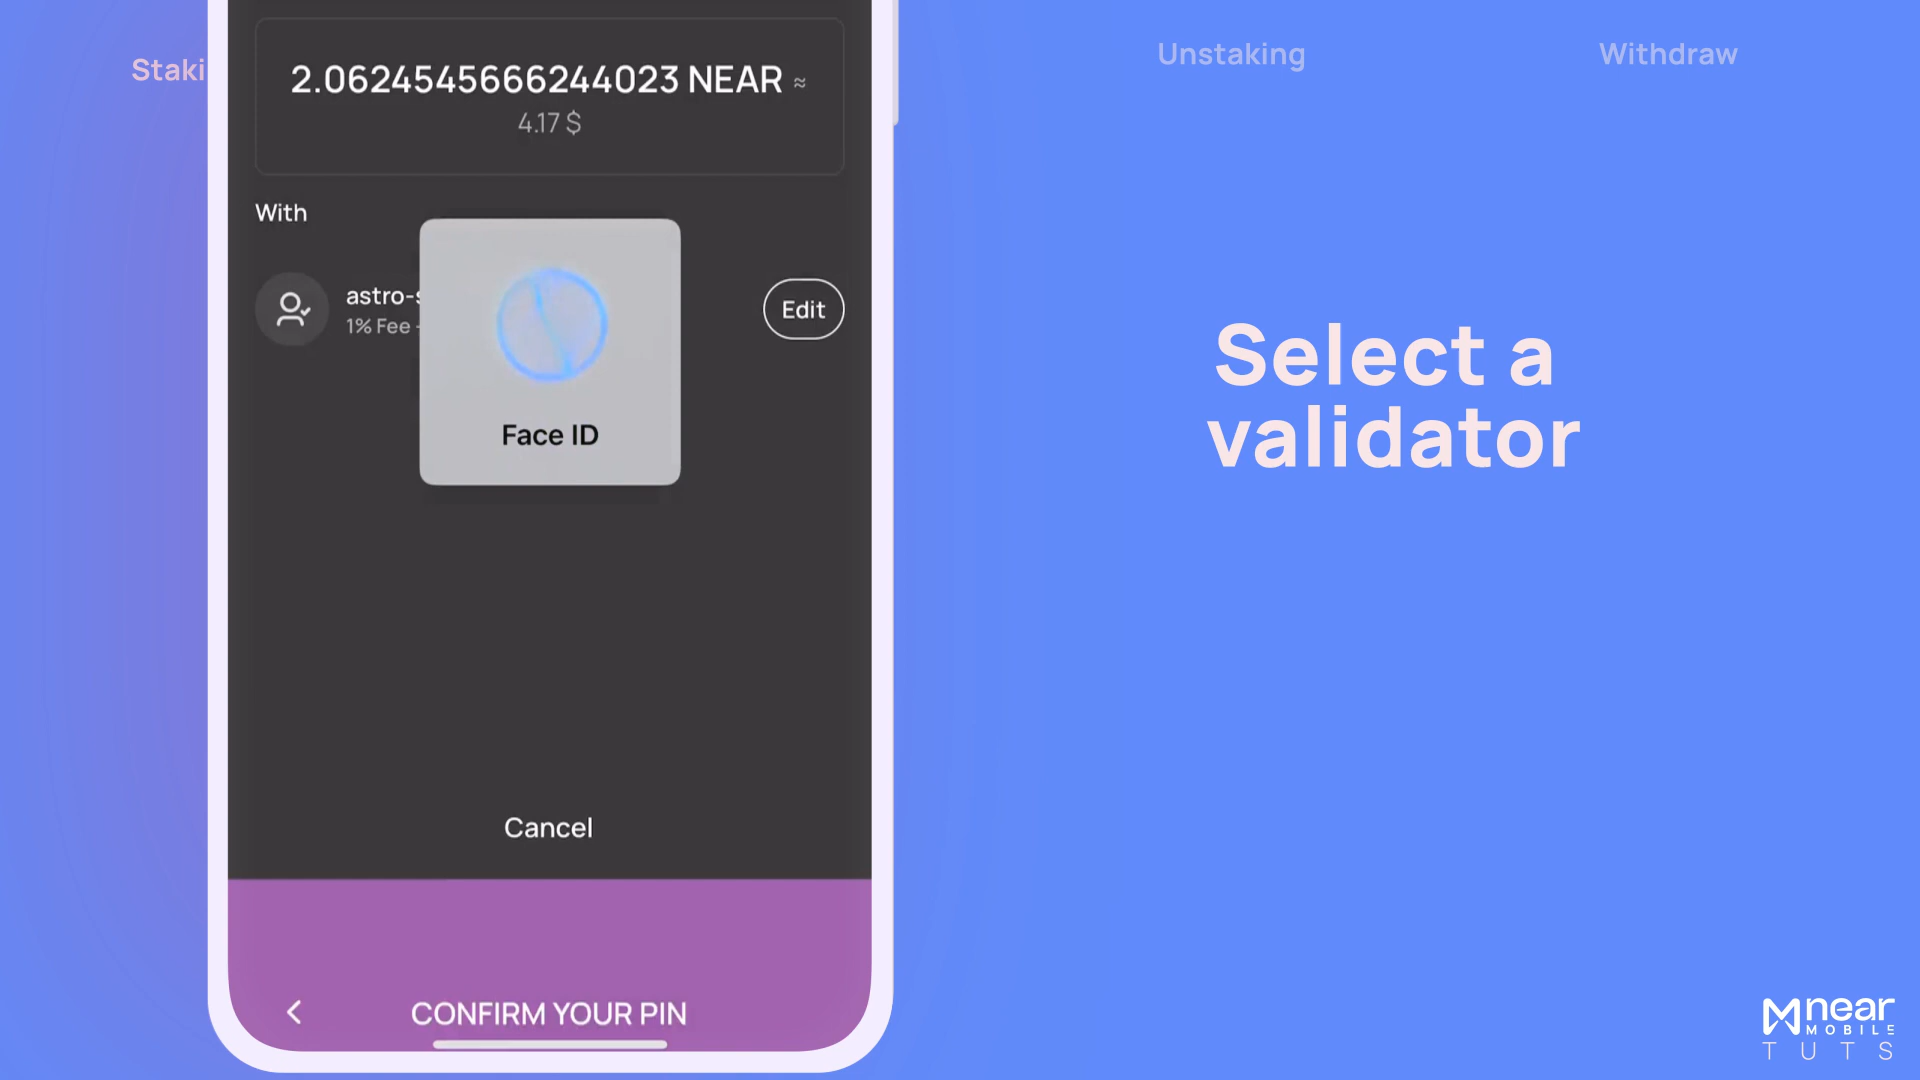 Staki
Unstaking
Withdraw
2.0624545666244023 NEAR ≈
4.17 $
With
astro-s
1% Fee -
Edit
Face ID
Select a
validator
Cancel
CONFIRM YOUR PIN
near
MOBILE
TUTS